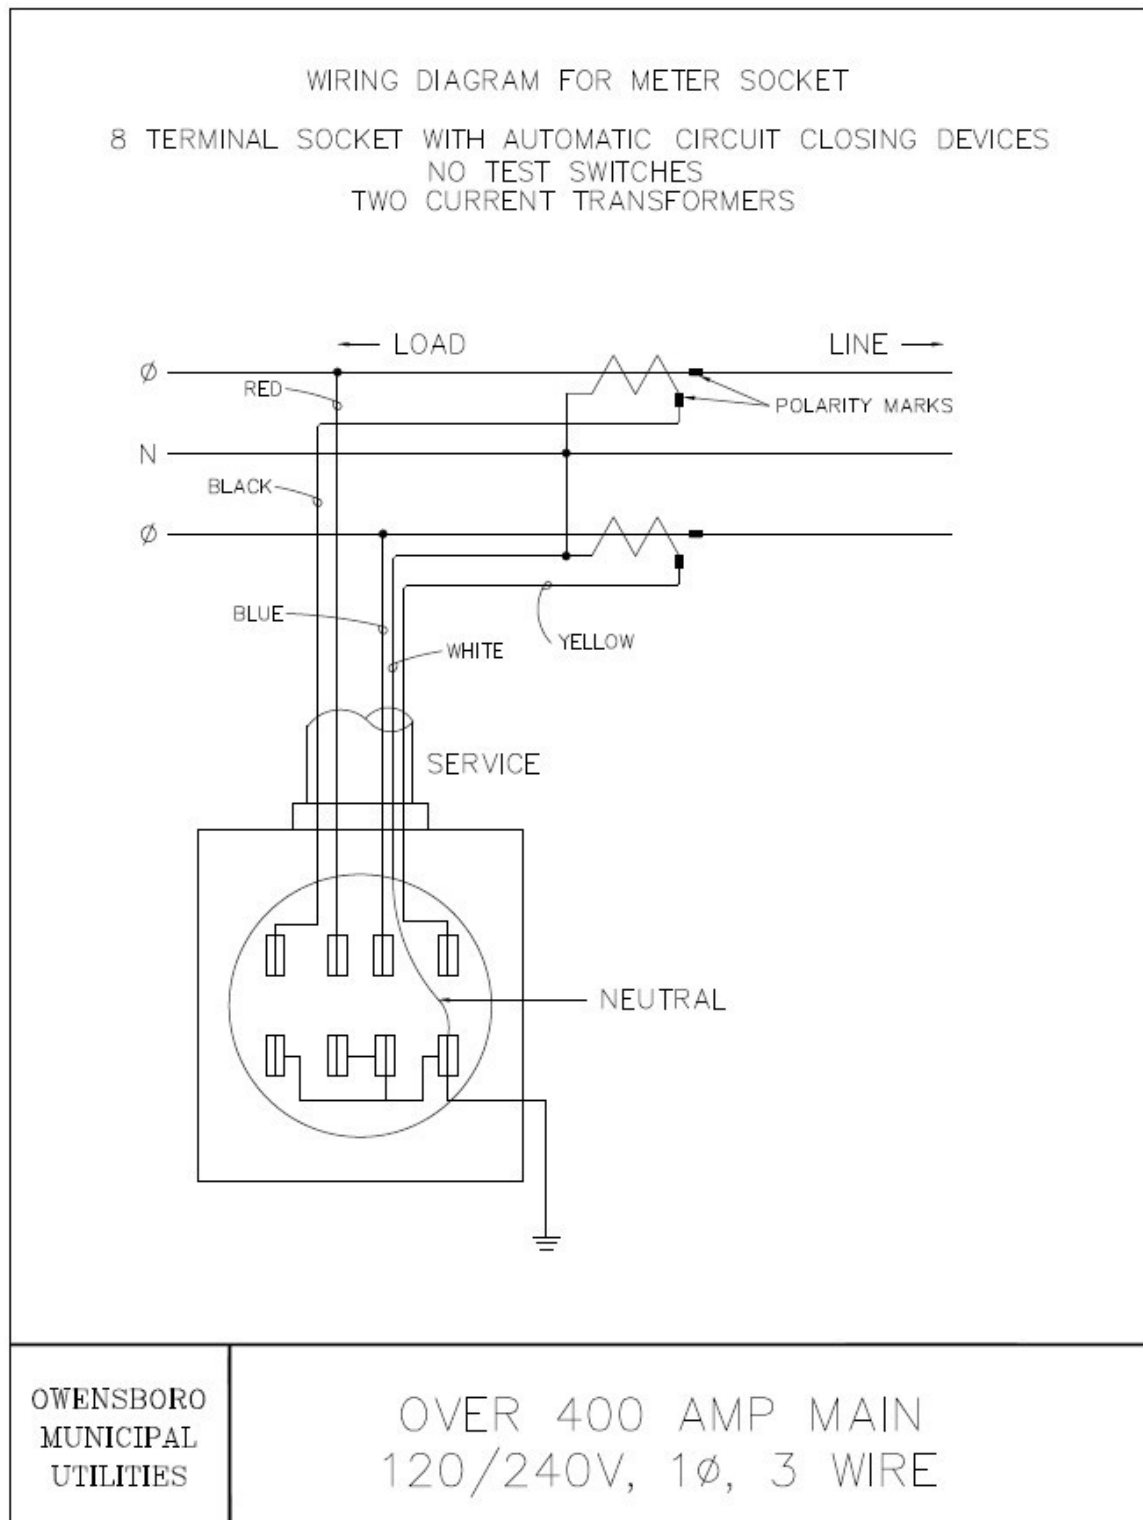 WIRING DIAGRAM FOR METER SOCKET
8 TERMINAL SOCKET WITH AUTOMATIC CIRCUIT CLOSING DEVICES
NO TEST SWITCHES
TWO CURRENT TRANSFORMERS
LOAD
LINE
Ø
RED
POLARITY MARKS
N
BLACK
Ø
BLUE
WHITE
YELLOW
SERVICE
NEUTRAL
OWENSBORO
MUNICIPAL
UTILITIES
OVER 400 AMP MAIN
120/240V, 1Ø, 3 WIRE